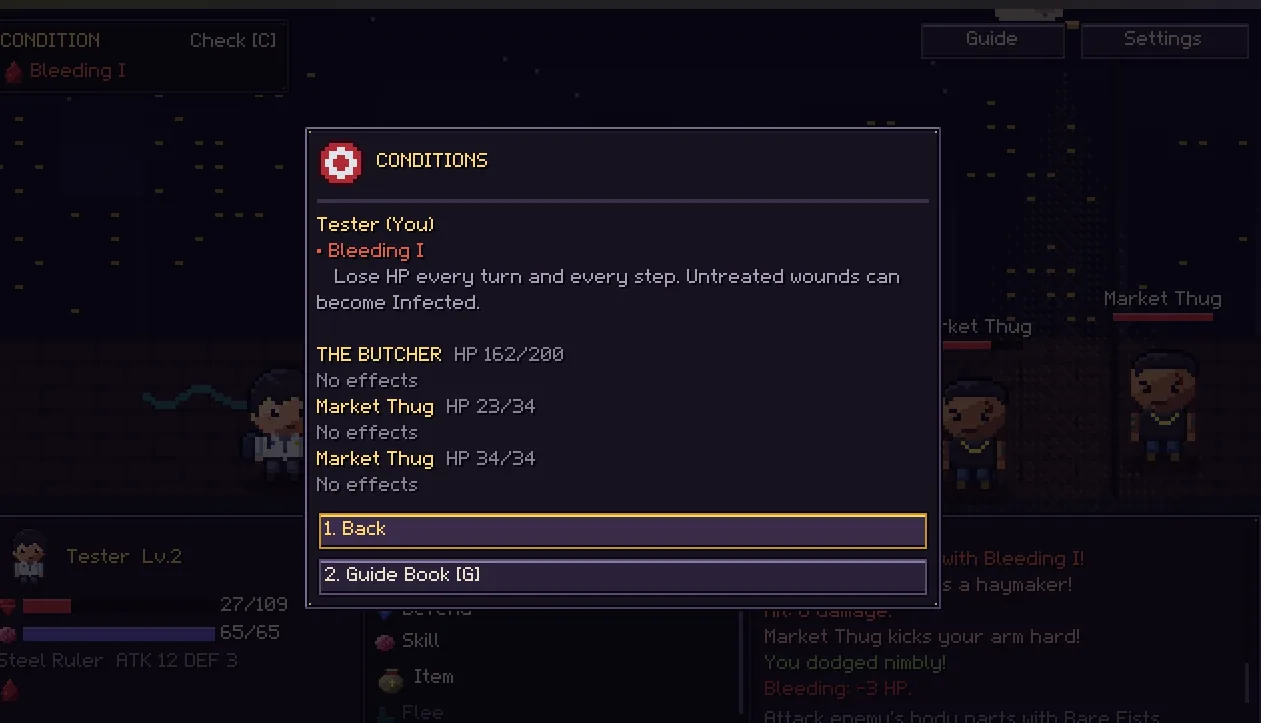 CONDITION Check [C]
Bleeding I
Guide
Settings
CONDITIONS
Tester (You)
• Bleeding I
Lose HP every turn and every step. Untreated wounds can
become Infected.
THE BUTCHER HP 162/200
No effects
Market Thug HP 23/34
No effects
Market Thug HP 34/34
No effects
1. Back
2. Guide Book [G]
rket Thug
Market Thug
Tester Lv.2
27/109
65/65
Steel Ruler ATK 12 DEF 3
Defend
Skill
Item
Flee
with Bleeding I!
s a haymaker!
damage.
Market Thug kicks your arm hard!
You dodged nimbly!
Bleeding: -3 HP.
Attack enemy's body parts with Bare Fists